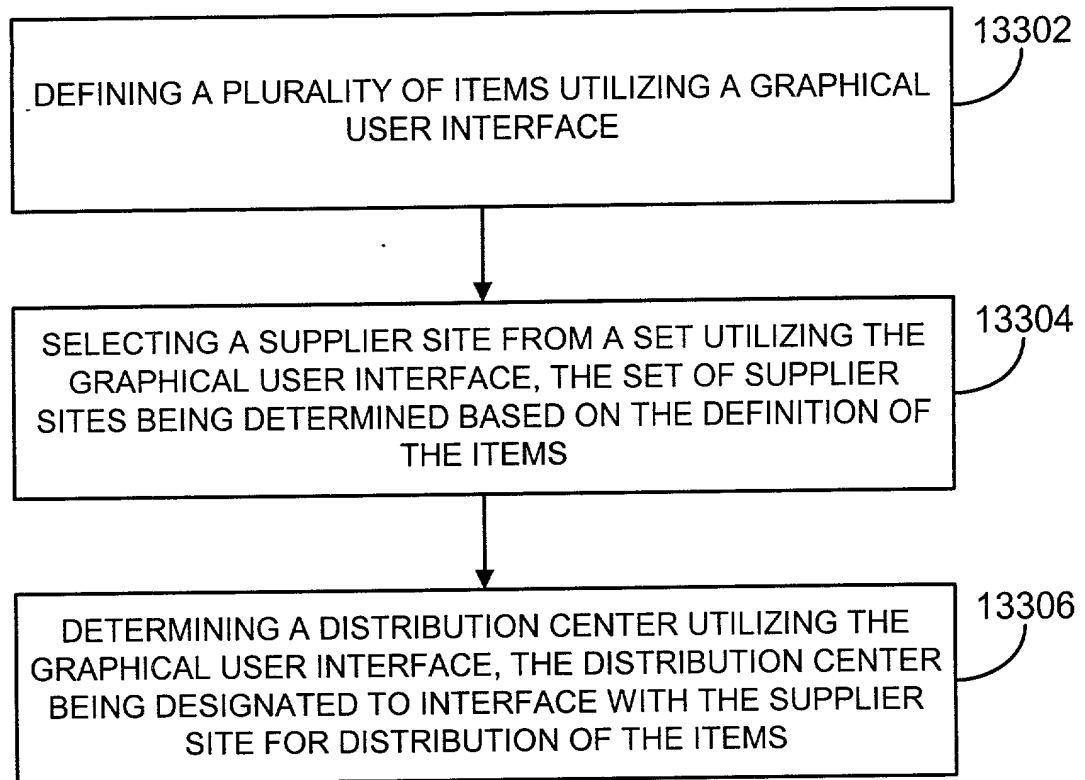 13302
DEFINING A PLURALITY OF ITEMS UTILIZING A GRAPHICAL
USER INTERFACE
13304
SELECTING A SUPPLIER SITE FROM A SET UTILIZING THE
GRAPHICAL USER INTERFACE, THE SET OF SUPPLIER
SITES BEING DETERMINED BASED ON THE DEFINITION OF
THE ITEMS
13306
DETERMINING A DISTRIBUTION CENTER UTILIZING THE
GRAPHICAL USER INTERFACE, THE DISTRIBUTION CENTER
BEING DESIGNATED TO INTERFACE WITH THE SUPPLIER
SITE FOR DISTRIBUTION OF THE ITEMS